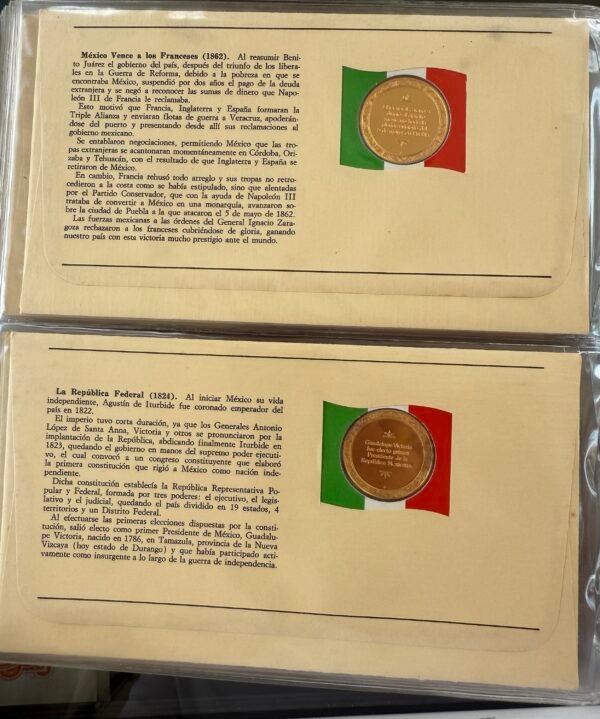 México Vence a los Franceses (1862). Al reasumir Beni-
to Juárez el gobierno del país, después del triunfo de los libera-
les en la Guerra de Reforma, debido a la pobreza en que se
encontraba México, suspendió por dos años el pago de la deuda
extranjera y se negó a reconocer las sumas de dinero que Napo-
león III de Francia le reclamaba.
Esto motivó que Francia, Inglaterra y España formaran la
Triple Alianza y enviaran flotas de guerra a Veracruz, apoderán-
dose del puerto y presentando desde allí sus reclamaciones al
gobierno mexicano.
Se entablaron negociaciones, permitiendo México que las tro-
pas extranjeras se acantonaran momentáneamente en Córdoba, Ori-
zaba y Tehuacán, con el resultado de que Inglaterra y España se
retiraron de México.
En cambio, Francia rehusó todo arreglo y sus tropas no retro-
cedieron a la costa como se había estipulado, sino que alentadas
por el Partido Conservador, que con la ayuda de Napoleón III
trataba de convertir a México en una monarquía, avanzaron so-
bre la ciudad de Puebla a la que atacaron el 5 de mayo de 1862.
Las fuerzas mexicanas a las órdenes del General Ignacio Zara-
goza rechazaron a los franceses cubriéndose de gloria, ganando
nuestro país con esta victoria mucho prestigio ante el mundo.
La República Federal (1824). Al iniciar México su vida
independiente, Agustín de Iturbide fue coronado emperador del
país en 1822.
El imperio tuvo corta duración, ya que los Generales Antonio
López de Santa Anna, Victoria y otros se pronunciaron por la
implantación de la República, abdicando finalmente Iturbide en
1823, quedando el gobierno en manos del supremo poder ejecuti-
vo, el cual convocó a un congreso constituyente que elaboró
la primera constitución que rigió a México como nación inde-
pendiente.
Dicha constitución establecía la República Representativa Po-
pular y Federal, formada por tres poderes: el ejecutivo, el legis-
lativo y el judicial, quedando el país dividido en 19 estados, 4
territorios y un Distrito Federal.
Al efectuarse las primeras elecciones dispuestas por la consti-
tución, salió electo como primer Presidente de México, Guadalu-
pe Victoria, nacido en 1786, en Tamazula, provincia de la Nueva
Vizcaya (hoy estado de Durango) y que había participado acti-
vamente como insurgente a lo largo de la guerra de independencia.
Guadalupe Victoria
fue electo primer
Presidente de la
República Mexicana.